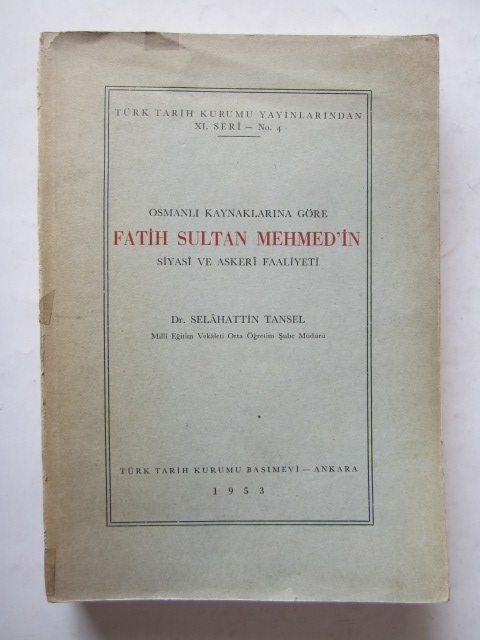 TÜRK TARİH KURUMU YAYINLARINDAN
XI. SERİ — No. 4
OSMANLI KAYNAKLARINA GÖRE
FATİH SULTAN MEHMED'İN
SİYASÎ VE ASKERÎ FAALİYETİ
Dr. SELÂHATTİN TANSEL
Millî Eğitim Vekâleti Orta Öğretim Şube Müdürü
TÜRK TARİH KURUMU BASIMEVİ — ANKARA
1953